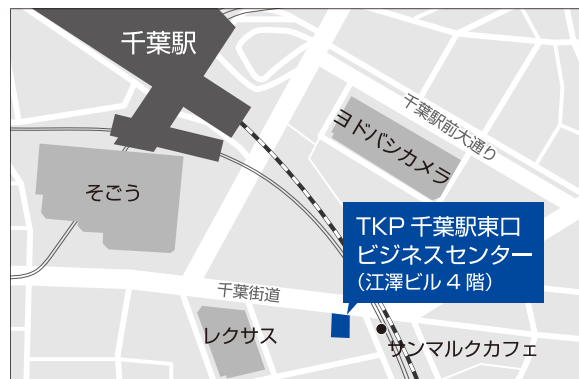 千葉駅
千葉駅前大通り
ヨドバシカメラ
そごう
TKP 千葉駅東口
ビジネスセンター
（江澤ビル 4 階）
千葉街道
レクサス
サンマルクカフェ